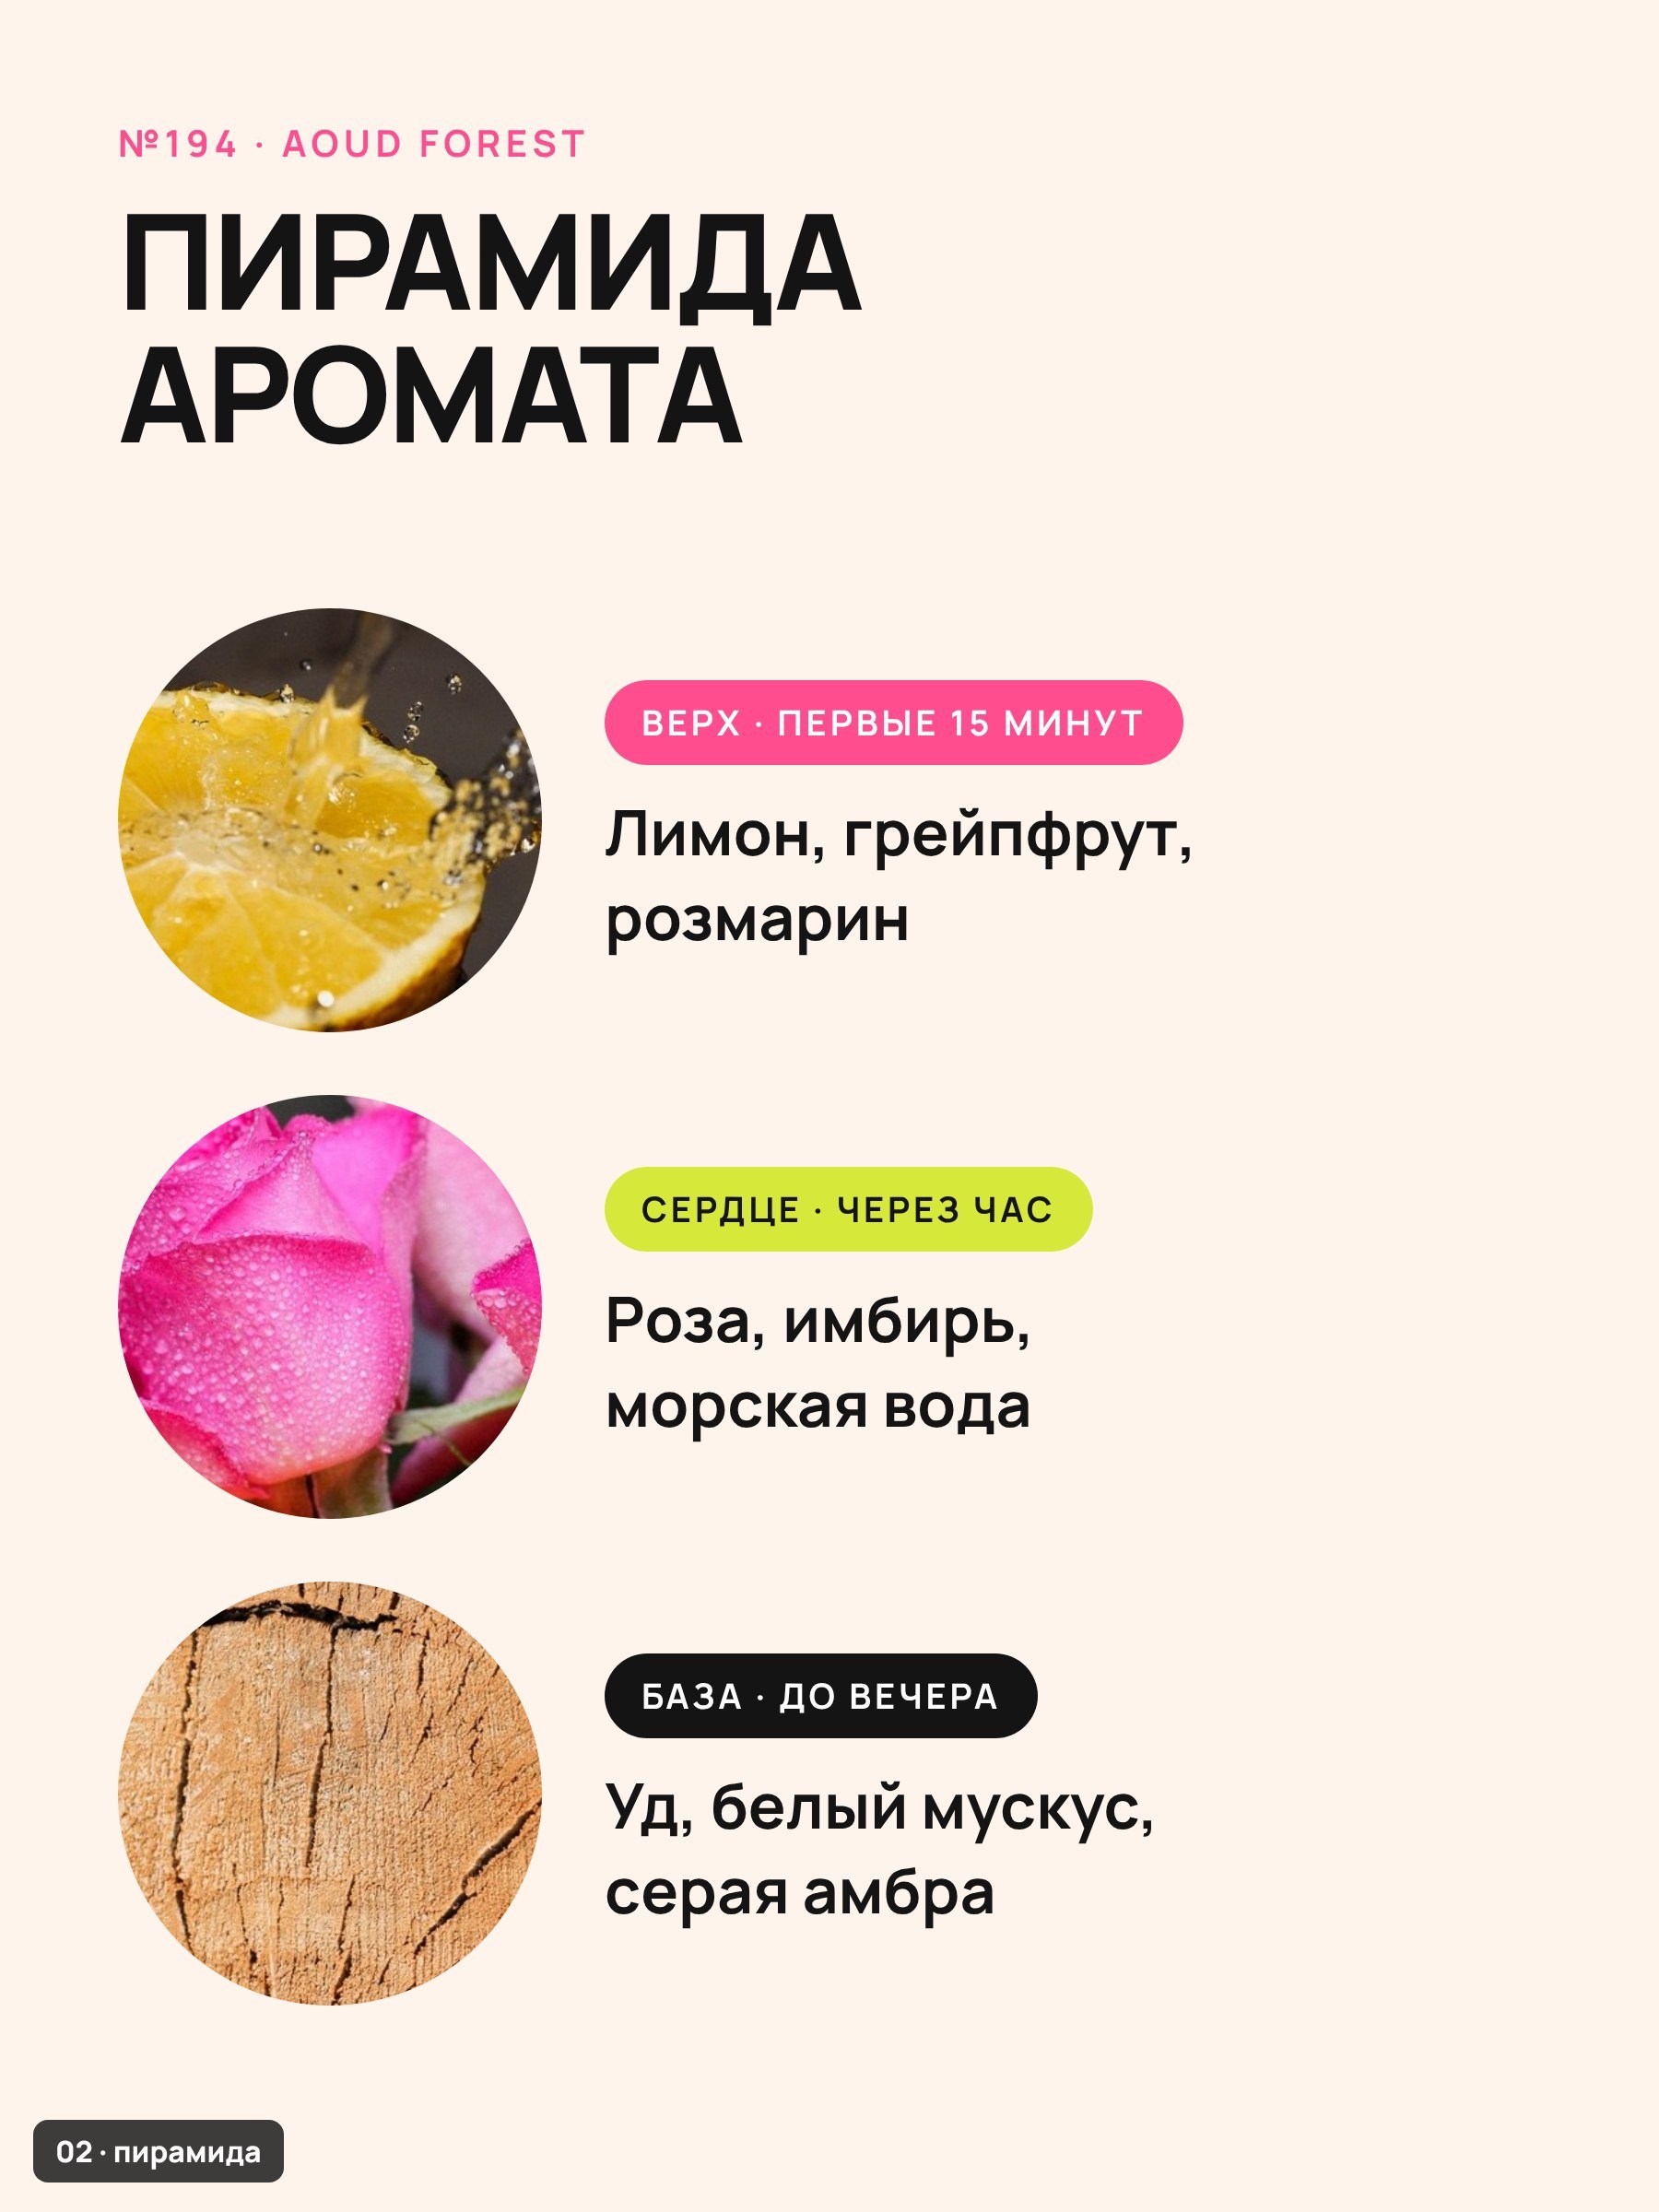 №194 · AOUD FOREST
ПИРАМИДА
АРОМАТА
ВЕРХ · ПЕРВЫЕ 15 МИНУТ
Лимон, грейпфрут,
розмарин
СЕРДЦЕ · ЧЕРЕЗ ЧАС
Роза, имбирь,
морская вода
БАЗА · ДО ВЕЧЕРА
Уд, белый мускус,
серая амбра
02 · пирамида